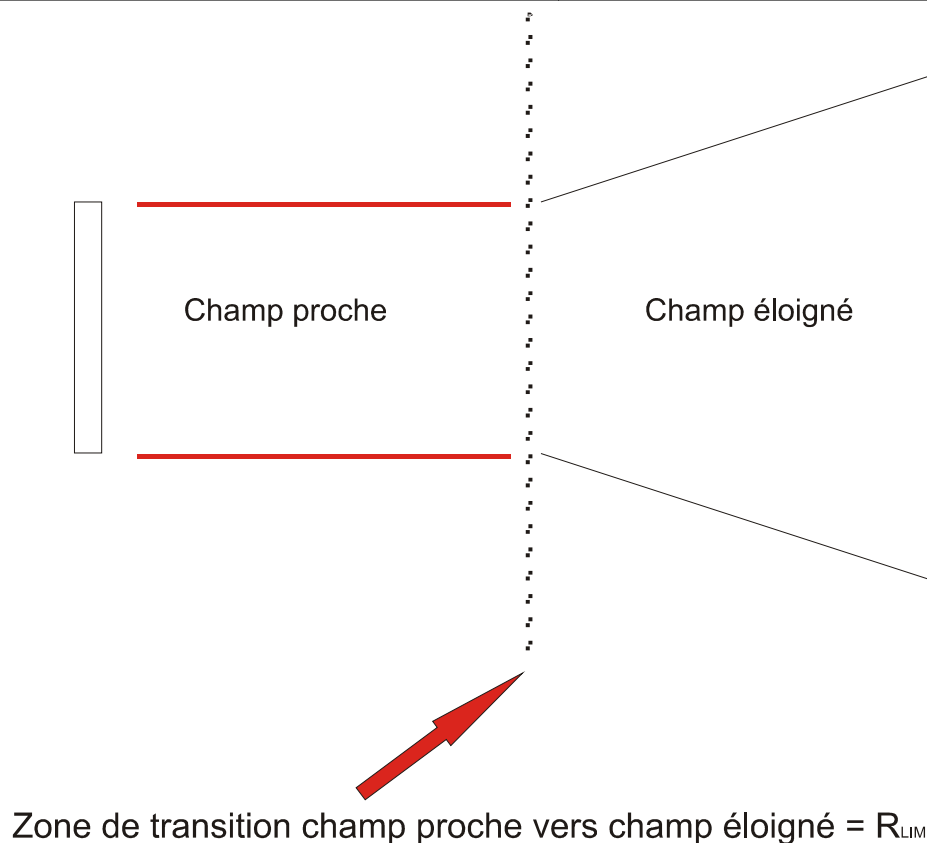 Champ proche
Champ éloigné
Zone de transition champ proche vers champ éloigné = RLIM